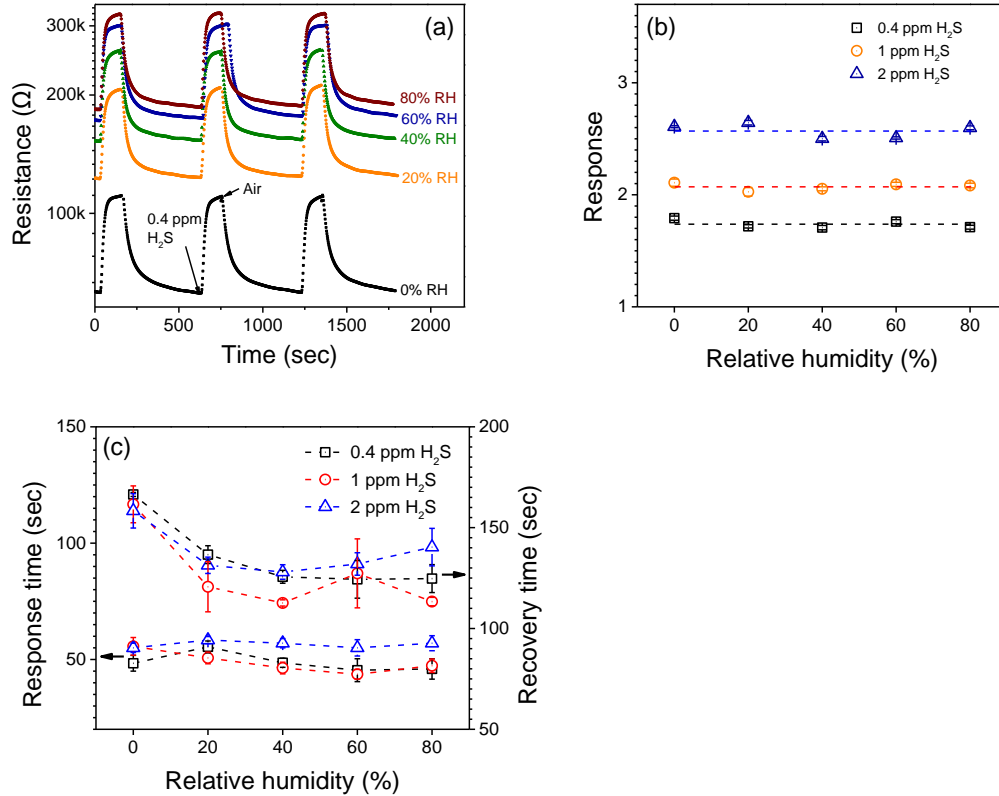 (a)
300k
200k
100k
Resistance (Ω)
80% RH
60% RH
40% RH
20% RH
0% RH
Air
0.4 ppm
H₂S
0 500 1000 1500 2000
Time (sec)
(b)
0.4 ppm H₂S
1 ppm H₂S
2 ppm H₂S
3
2
1
Response
0 20 40 60 80
Relative humidity (%)
(c)
0.4 ppm H₂S
1 ppm H₂S
2 ppm H₂S
150
100
50
Response time (sec)
200
150
100
50
Recovery time (sec)
0 20 40 60 80
Relative humidity (%)